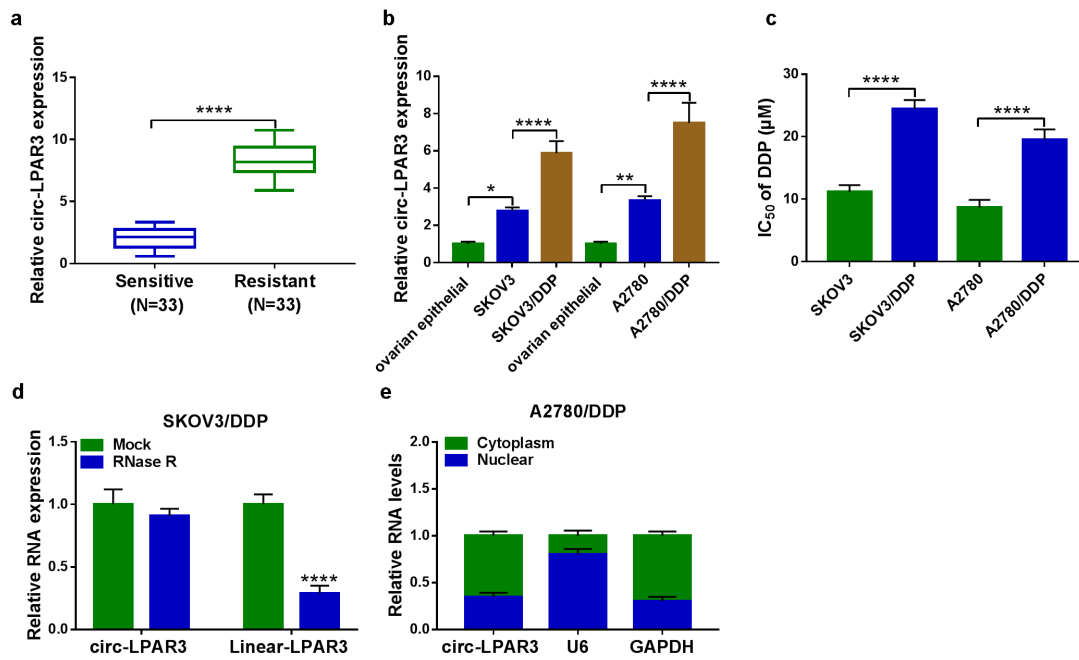 a
Relative circ-LPAR3 expression
15
10
5
0
****
Sensitive
(N=33)
Resistant
(N=33)
b
Relative circ-LPAR3 expression
10
8
6
4
2
0
*
****
**
****
ovarian epithelial
SKOV3
SKOV3/DDP
ovarian epithelial
A2780
A2780/DDP
c
IC50 of DDP (μM)
30
20
10
0
****
****
SKOV3
SKOV3/DDP
A2780
A2780/DDP
d
SKOV3/DDP
Relative RNA expression
1.5
1.0
0.5
0.0
Mock
RNase R
****
circ-LPAR3
Linear-LPAR3
e
A2780/DDP
Relative RNA levels
2.0
1.5
1.0
0.5
0.0
Cytoplasm
Nuclear
circ-LPAR3
U6
GAPDH